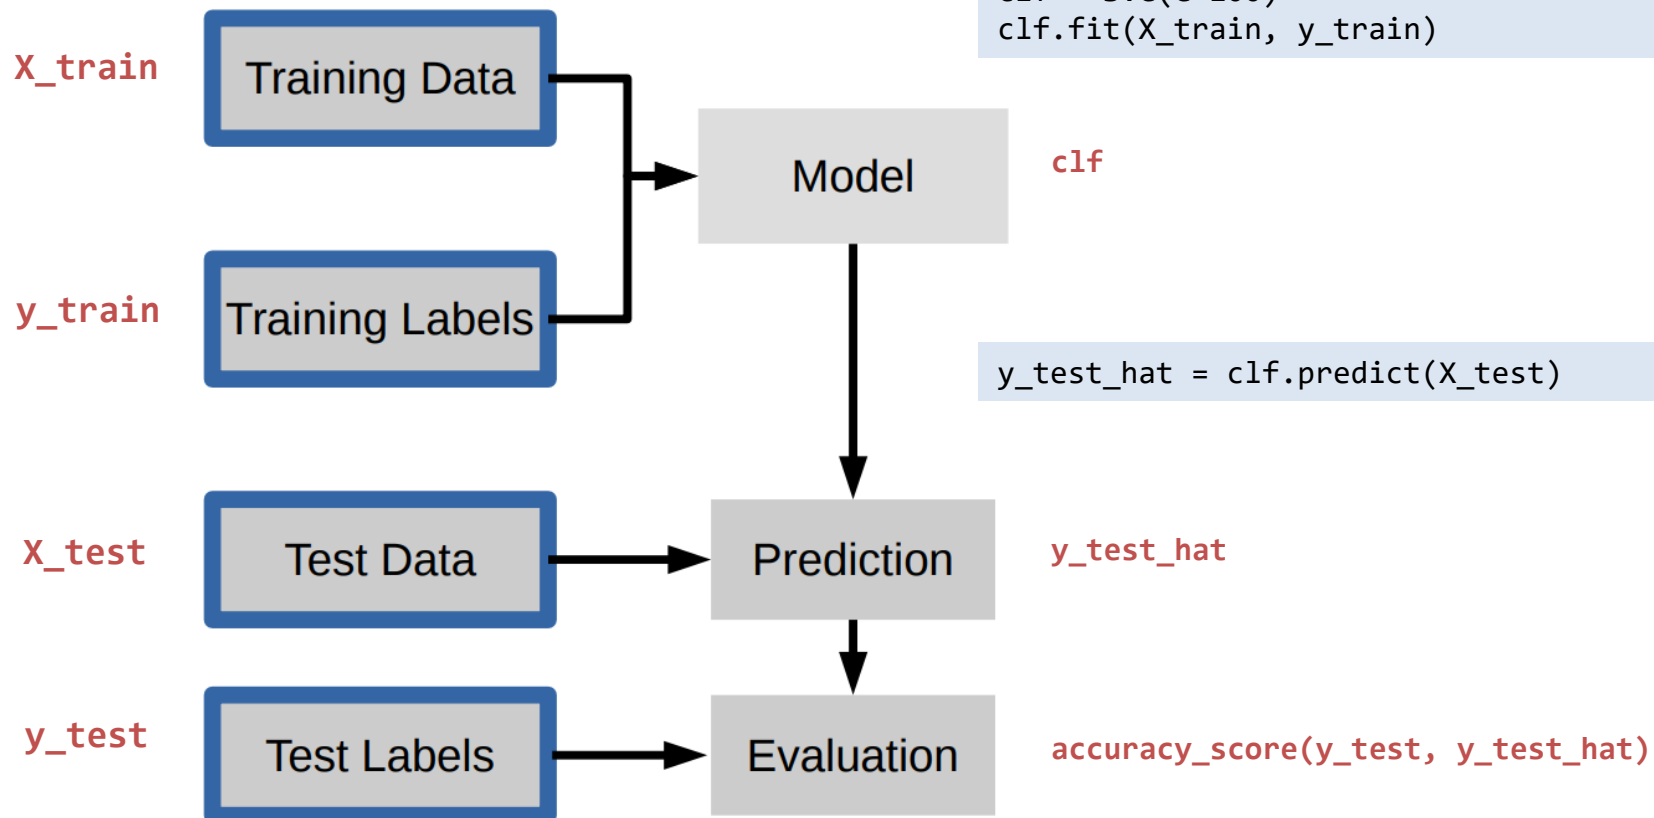 clf.fit(X_train, y_train)
X_train
Training Data
Model
clf
y_train
Training Labels
y_test_hat = clf.predict(X_test)
X_test
Test Data
Prediction
y_test_hat
y_test
Test Labels
Evaluation
accuracy_score(y_test, y_test_hat)